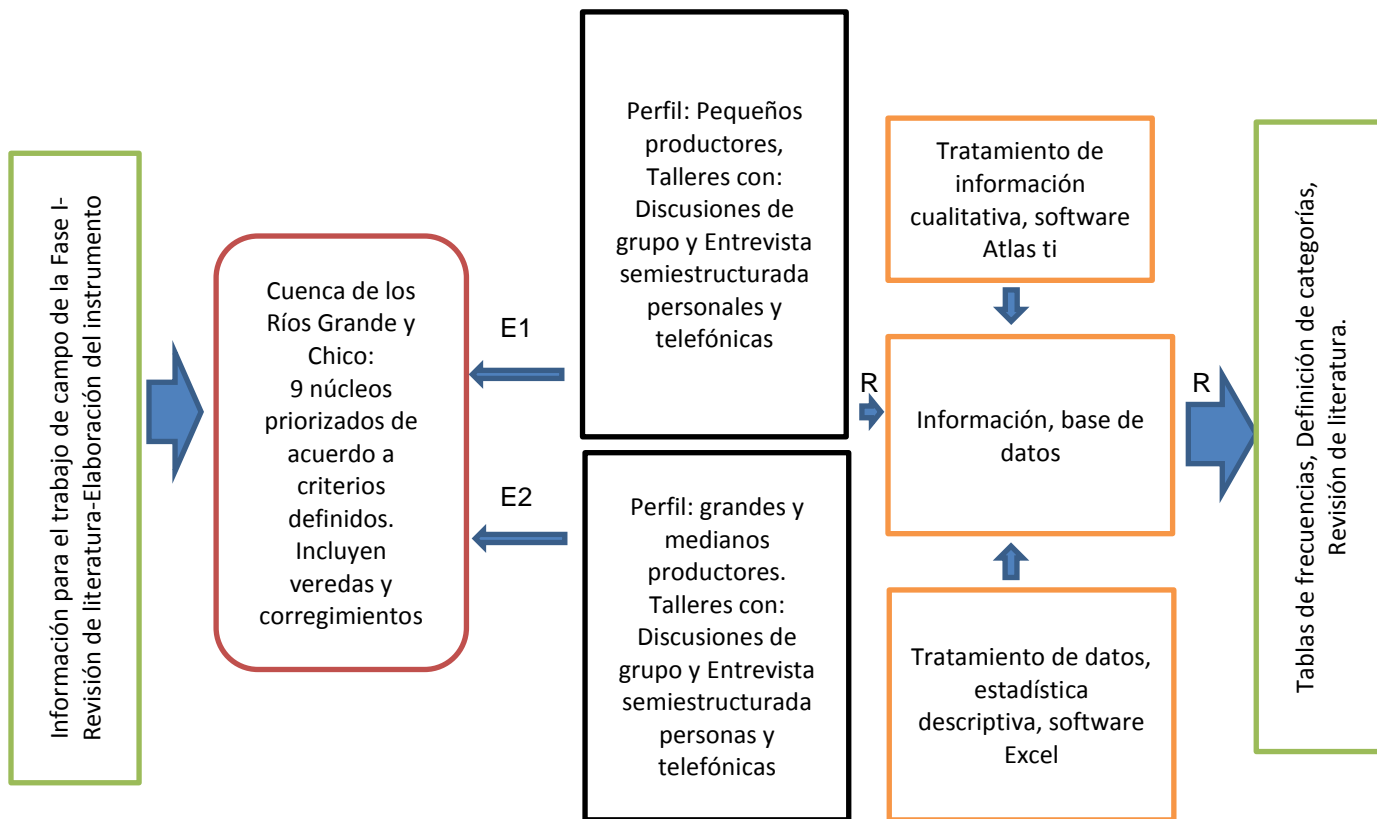 Información para el trabajo de campo de la Fase I-
Revisión de literatura-Elaboración del instrumento
Cuenca de los
Ríos Grande y
Chico:
9 núcleos
priorizados de
acuerdo a
criterios
definidos.
Incluyen
veredas y
corregimientos
E1
E2
Perfil: Pequeños
productores,
Talleres con:
Discusiones de
grupo y Entrevista
semiestructurada
personales y
telefónicas
Perfil: grandes y
medianos
productores.
Talleres con:
Discusiones de
grupo y Entrevista
semiestructurada
personas y
telefónicas
R
Tratamiento de
información
cualitativa, software
Atlas ti
Información, base de
datos
Tratamiento de datos,
estadística
descriptiva, software
Excel
R
Tablas de frecuencias, Definición de categorías,
Revisión de literatura.